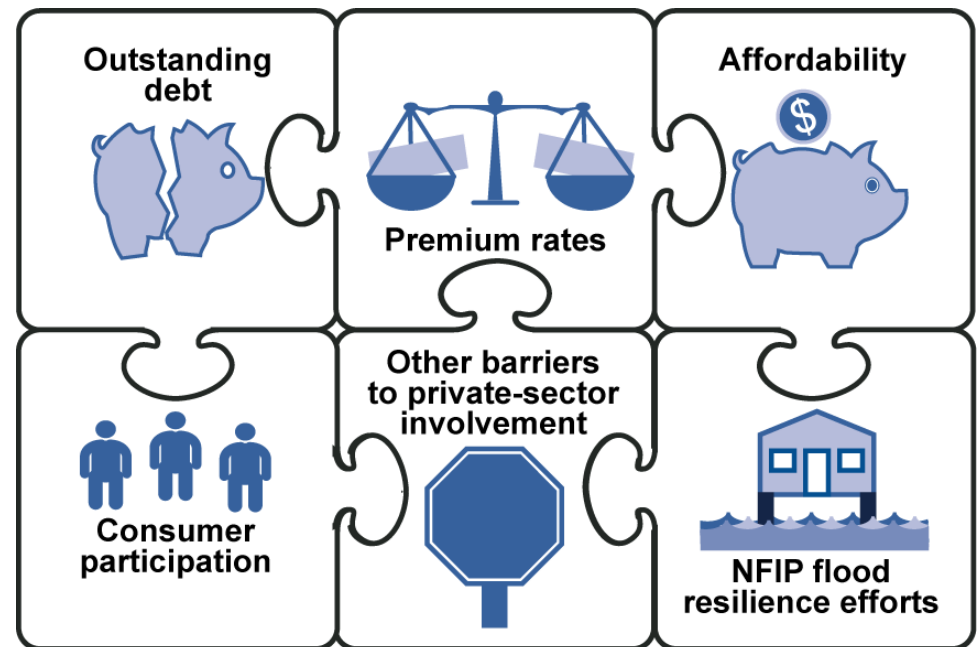 Outstanding
debt
Premium rates
Affordability
$
Consumer
participation
Other barriers
to private-sector
involvement
NFIP flood
resilience efforts